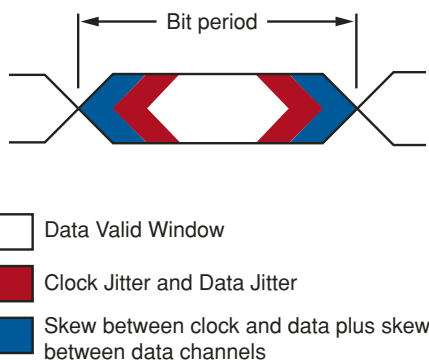 Bit period
Data Valid Window
Clock Jitter and Data Jitter
Skew between clock and data plus skew
between data channels